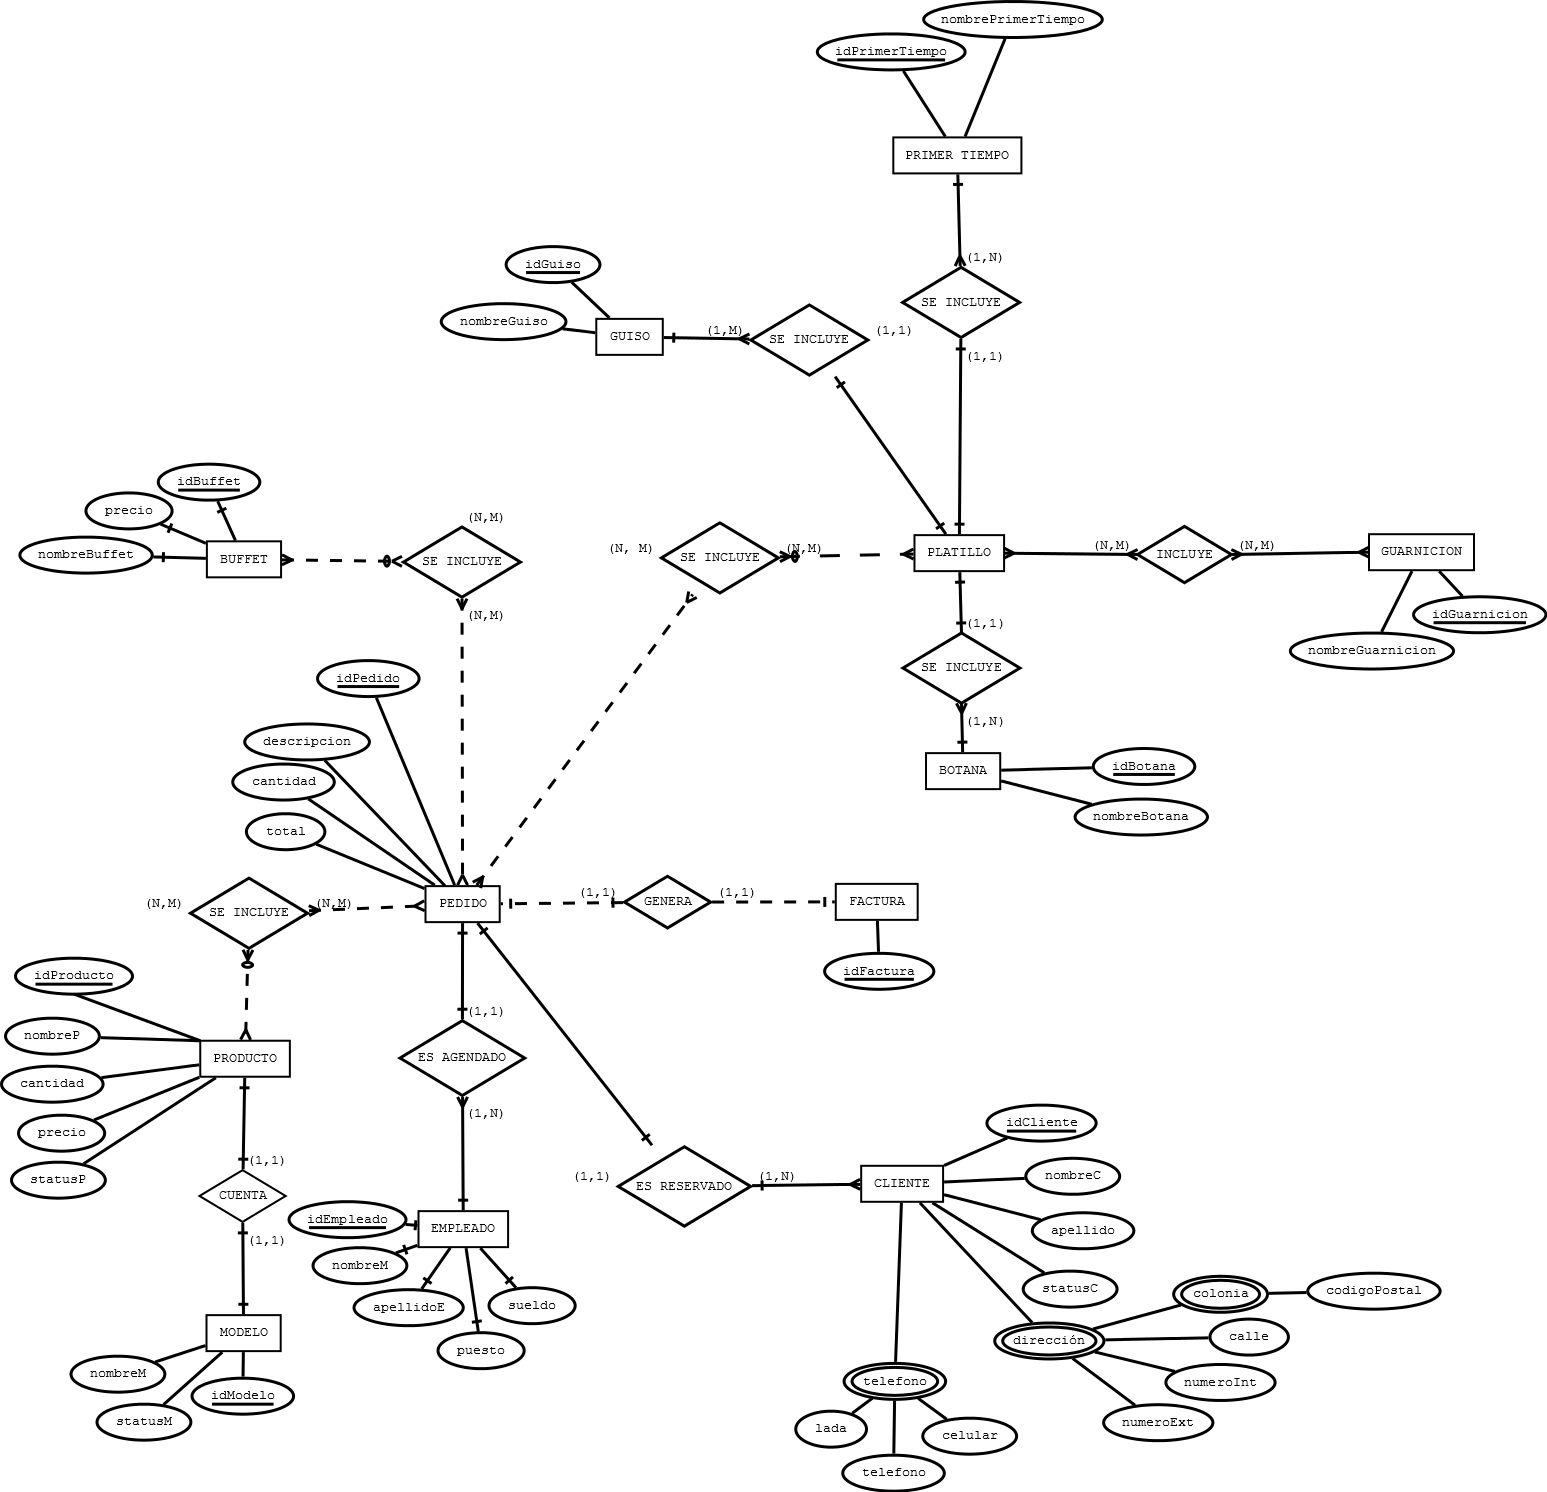 nombrePrimerTiempo
idPrimerTiempo
PRIMER TIEMPO
(1,N)
idGuiso
SE INCLUYE
nombreGuiso
GUISO
(1,M)
SE INCLUYE
(1,1)
(1,1)
idBuffet
precio
nombreBuffet
BUFFET
(N,M)
SE INCLUYE
(N,M)
(N, M)
SE INCLUYE
(N,M)
PLATILLO
(N,M)
INCLUYE
(N,M)
GUARNICION
idGuarnicion
nombreGuarnicion
(1,1)
SE INCLUYE
(1,N)
BOTANA
idBotana
nombreBotana
idPedido
descripcion
cantidad
total
(N,M)
SE INCLUYE
(N,M)
PEDIDO
(1,1)
GENERA
(1,1)
FACTURA
idFactura
idProducto
nombreP
cantidad
precio
statusP
PRODUCTO
(1,1)
ES AGENDADO
(1,N)
(1,1)
CUENTA
(1,1)
MODELO
nombreM
statusM
idModelo
idEmpleado
EMPLEADO
nombreM
apellidoE
sueldo
puesto
(1,1)
ES RESERVADO
(1,N)
CLIENTE
idCliente
nombreC
apellido
statusC
colonia
codigoPostal
dirección
calle
numeroInt
numeroExt
telefono
lada
celular
telefono